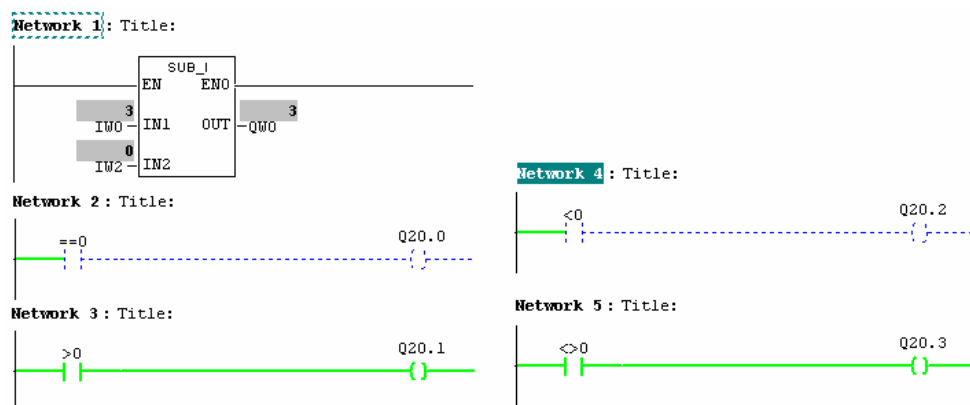 Network 1: Title:
SUB_I
EN ENO
3 IW0 IN1 OUT QW0 3
0 IW2 IN2
Network 2: Title:
==0 Q20.0
Network 3: Title:
>0 Q20.1
Network 4: Title:
<0 Q20.2
Network 5: Title:
<>0 Q20.3